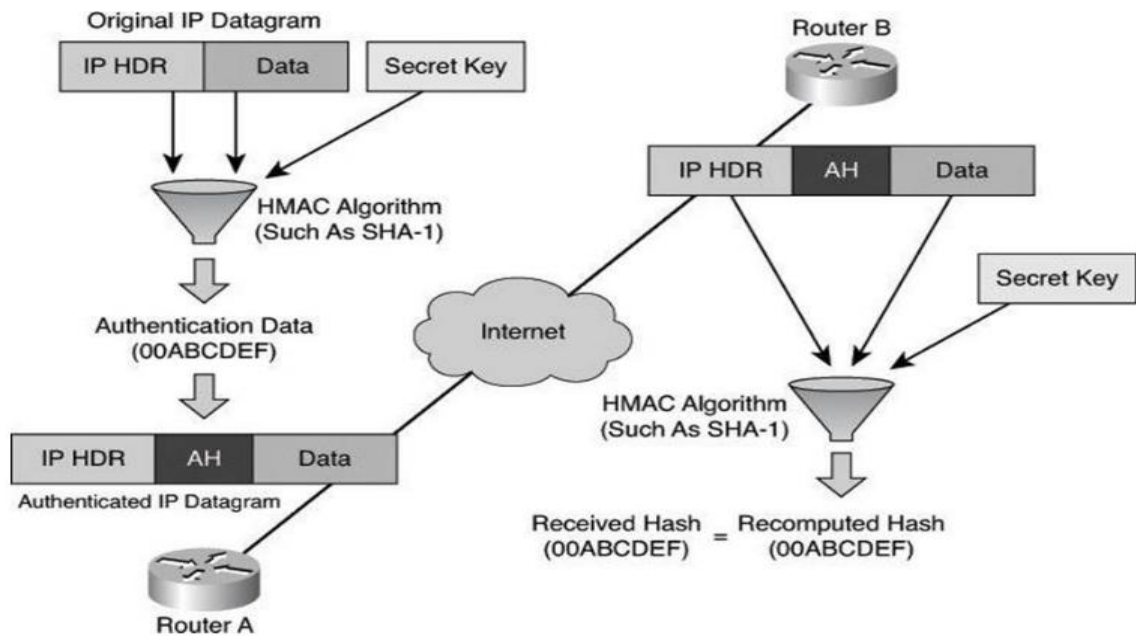 Original IP Datagram
IP HDR
Data
Secret Key
HMAC Algorithm
(Such As SHA-1)
Authentication Data
(00ABCDEF)
IP HDR
AH
Data
Authenticated IP Datagram
Router A
Internet
Router B
IP HDR
AH
Data
Secret Key
HMAC Algorithm
(Such As SHA-1)
Received Hash = Recomputed Hash
(00ABCDEF) (00ABCDEF)